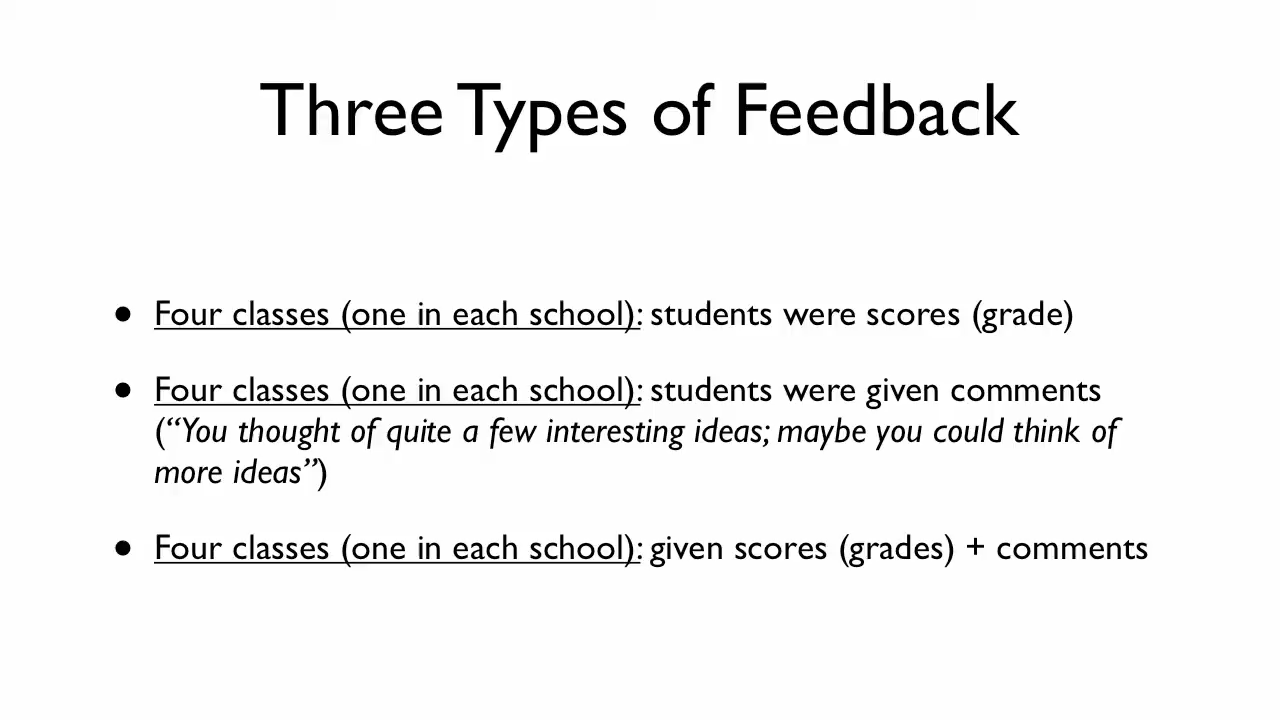 Three Types of Feedback
• Four classes (one in each school): students were scores (grade)
• Four classes (one in each school): students were given comments
(“You thought of quite a few interesting ideas; maybe you could think of
more ideas”)
• Four classes (one in each school): given scores (grades) + comments